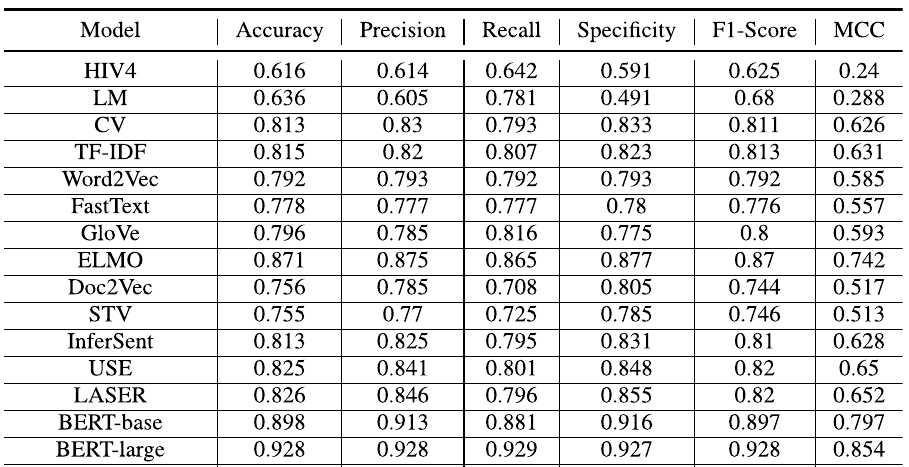 Model Accuracy Precision Recall Specificity F1-Score MCC
HIV4 0.616 0.614 0.642 0.591 0.625 0.24
LM 0.636 0.605 0.781 0.491 0.68 0.288
CV 0.813 0.83 0.793 0.833 0.811 0.626
TF-IDF 0.815 0.82 0.807 0.823 0.813 0.631
Word2Vec 0.792 0.793 0.792 0.793 0.792 0.585
FastText 0.778 0.777 0.777 0.78 0.776 0.557
GloVe 0.796 0.785 0.816 0.775 0.8 0.593
ELMO 0.871 0.875 0.865 0.877 0.87 0.742
Doc2Vec 0.756 0.785 0.708 0.805 0.744 0.517
STV 0.755 0.77 0.725 0.785 0.746 0.513
InferSent 0.813 0.825 0.795 0.831 0.81 0.628
USE 0.825 0.841 0.801 0.848 0.82 0.65
LASER 0.826 0.846 0.796 0.855 0.82 0.652
BERT-base 0.898 0.913 0.881 0.916 0.897 0.797
BERT-large 0.928 0.928 0.929 0.927 0.928 0.854